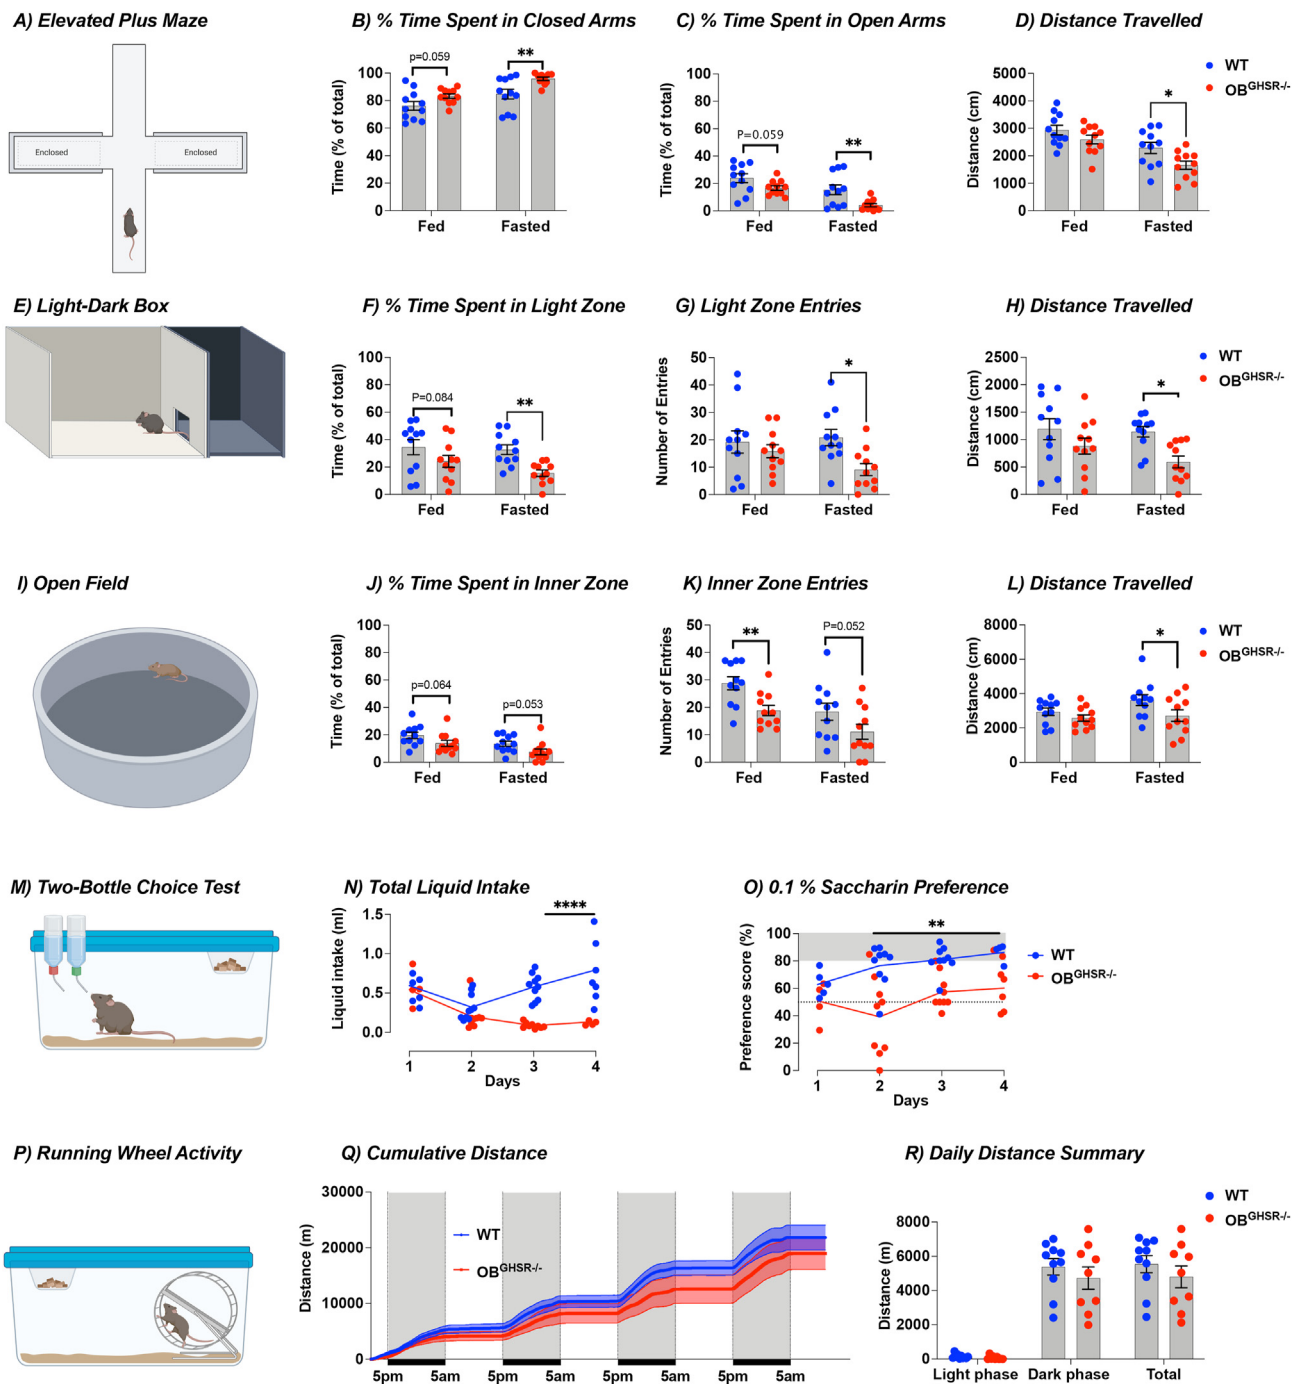 A) Elevated Plus Maze
B) % Time Spent in Closed Arms
C) % Time Spent in Open Arms
D) Distance Travelled
Enclosed
Enclosed
Time (% of total)
100
80
60
40
20
0
p=0.059
**
Fed
Fasted
Time (% of total)
100
80
60
40
20
0
P=0.059
**
Fed
Fasted
Distance (cm)
5000
4000
3000
2000
1000
0
*
Fed
Fasted
WT
OBGHSR-/-
E) Light-Dark Box
F) % Time Spent in Light Zone
G) Light Zone Entries
H) Distance Travelled
Time (% of total)
100
80
60
40
20
0
P=0.084
**
Fed
Fasted
Number of Entries
50
40
30
20
10
0
*
Fed
Fasted
Distance (cm)
2500
2000
1500
1000
500
0
*
Fed
Fasted
WT
OBGHSR-/-
I) Open Field
J) % Time Spent in Inner Zone
K) Inner Zone Entries
L) Distance Travelled
Time (% of total)
100
80
60
40
20
0
p=0.064
p=0.053
Fed
Fasted
Number of Entries
50
40
30
20
10
0
**
P=0.052
Fed
Fasted
Distance (cm)
8000
6000
4000
2000
0
*
Fed
Fasted
WT
OBGHSR-/-
M) Two-Bottle Choice Test
N) Total Liquid Intake
O) 0.1 % Saccharin Preference
Liquid intake (ml)
1.5
1.0
0.5
0.0
****
1
2
3
4
Days
Preference score (%)
100
80
60
40
20
0
**
1
2
3
4
Days
WT
OBGHSR-/-
P) Running Wheel Activity
Q) Cumulative Distance
R) Daily Distance Summary
Distance (m)
30000
20000
10000
0
WT
OBGHSR-/-
5pm
5am
5pm
5am
5pm
5am
5pm
5am
Distance (m)
8000
6000
4000
2000
0
Light phase
Dark phase
Total
WT
OBGHSR-/-